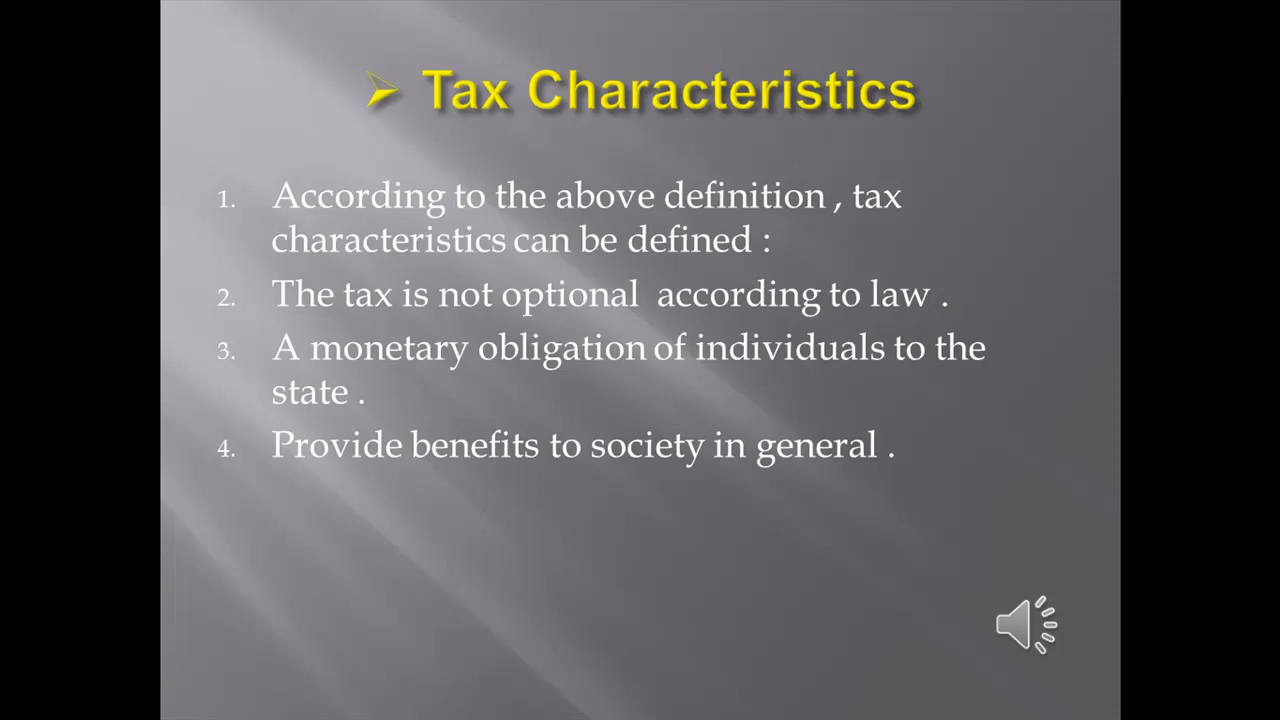 ➢ Tax Characteristics
1. According to the above definition , tax
characteristics can be defined :
2. The tax is not optional  according to law .
3. A monetary obligation of individuals to the
state .
4. Provide benefits to society in general .